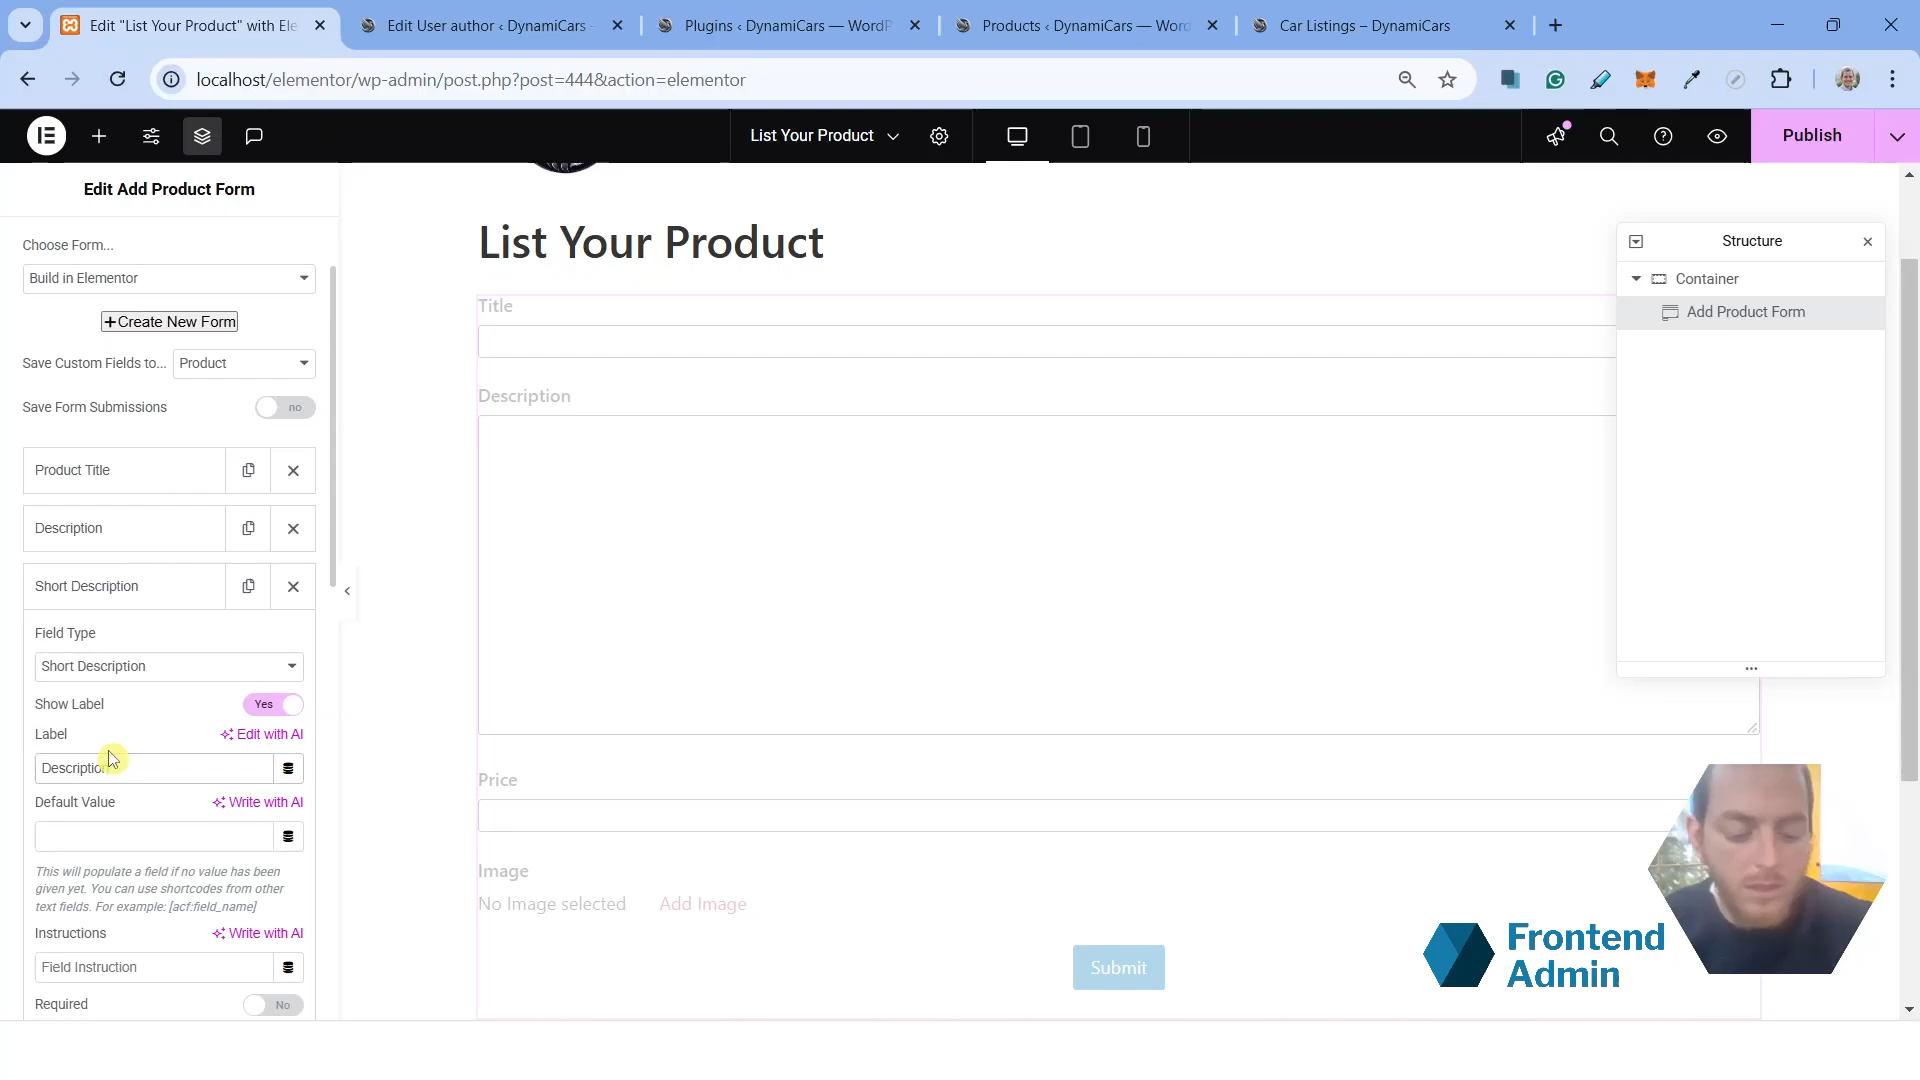 Edit "List Your Product" with Ele
Edit User author ‹ DynamiCars -
Plugins ‹ DynamiCars — WordP
Products ‹ DynamiCars — Word
Car Listings – DynamiCars
localhost/elementor/wp-admin/post.php?post=444&action=elementor
List Your Product
Publish
Edit Add Product Form
Choose Form...
Build in Elementor
+Create New Form
Save Custom Fields to...
Product
Save Form Submissions
no
Product Title
Description
Short Description
Field Type
Short Description
Show Label
Yes
Label
Edit with AI
Description
Default Value
Write with AI
This will populate a field if no value has been
given yet. You can use shortcodes from other
text fields. For example: [acf:field_name]
Instructions
Write with AI
Field Instruction
Required
No
List Your Product
Title
Description
Price
Image
No Image selected
Add Image
Submit
Structure
Container
Add Product Form
Frontend
Admin